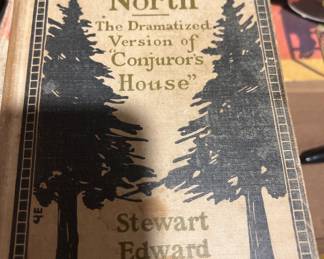 North
The Dramatized
Version of
"Conjuror's
House"
Stewart
Edward